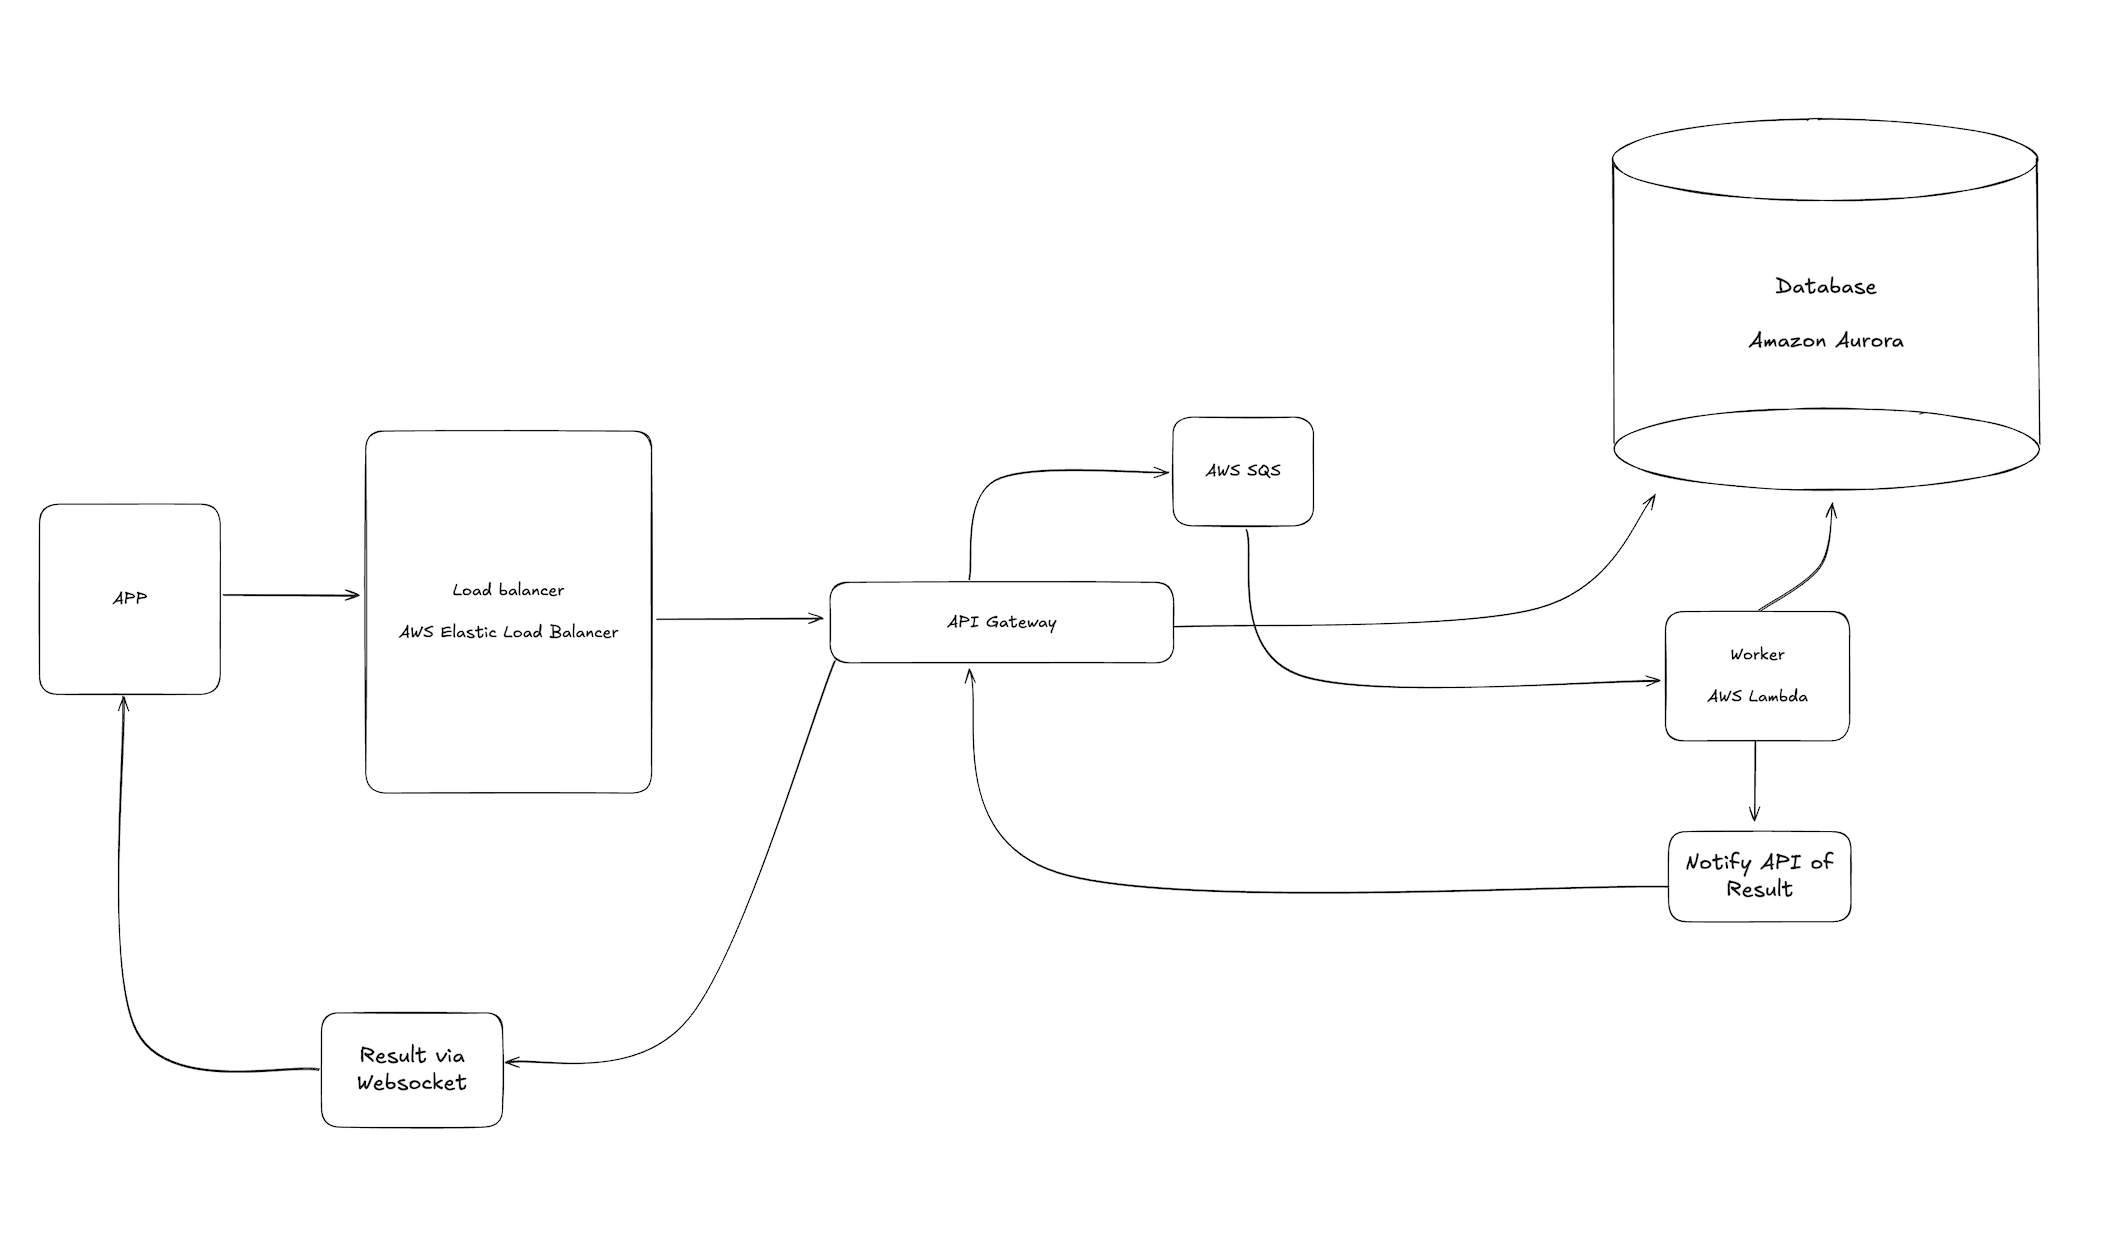 Database
Amazon Aurora
AWS SQS
APP
Load balancer
AWS Elastic Load Balancer
API Gateway
Worker
AWS Lambda
Notify API of
Result
Result via
Websocket